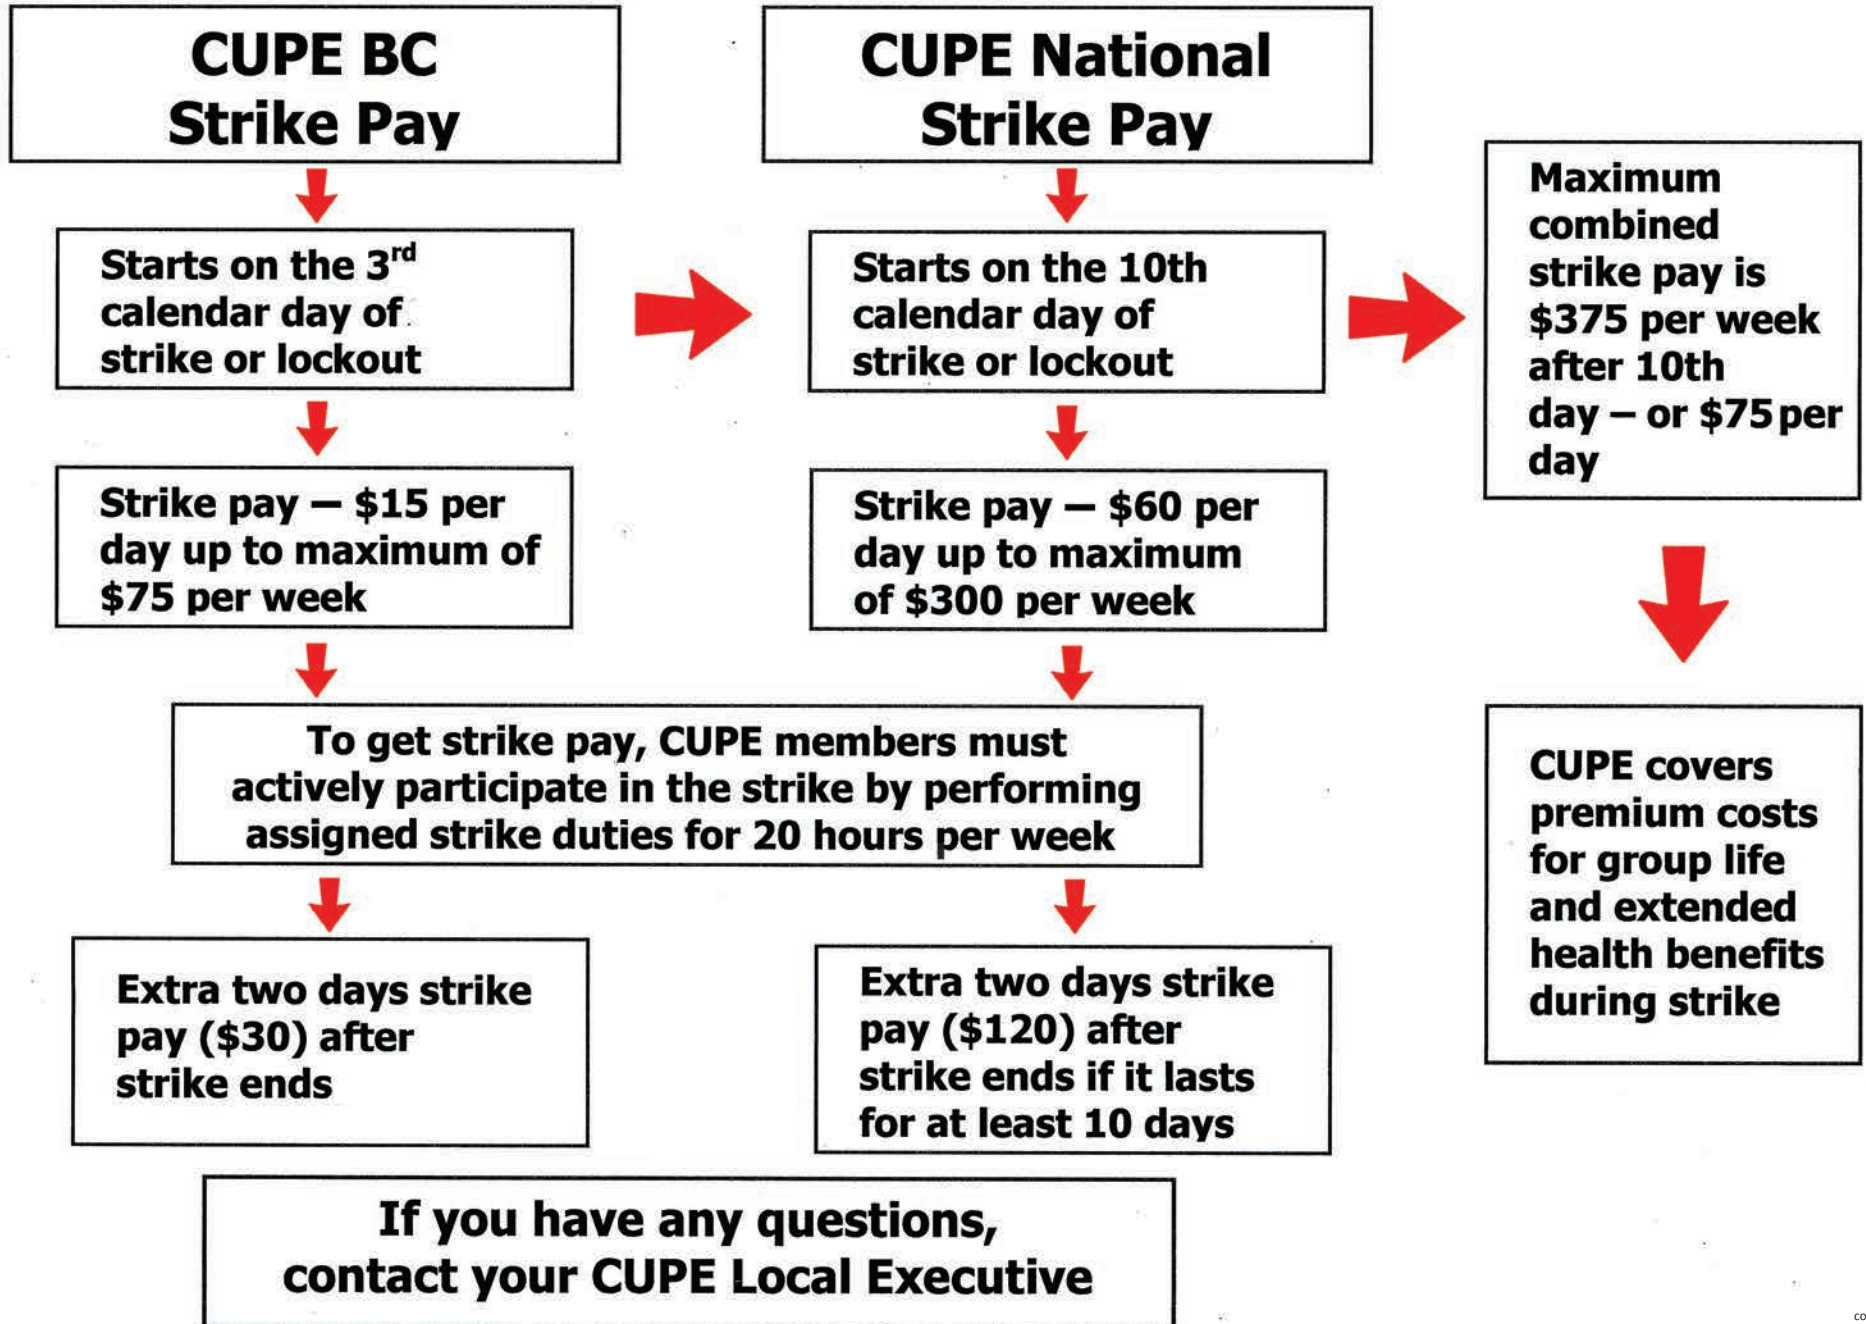 CUPE BC
Strike Pay
CUPE National
Strike Pay
Starts on the 3rd
calendar day of
strike or lockout
Starts on the 10th
calendar day of
strike or lockout
Maximum
combined
strike pay is
$375 per week
after 10th
day – or $75 per
day
Strike pay – $15 per
day up to maximum of
$75 per week
Strike pay – $60 per
day up to maximum
of $300 per week
To get strike pay, CUPE members must
actively participate in the strike by performing
assigned strike duties for 20 hours per week
CUPE covers
premium costs
for group life
and extended
health benefits
during strike
Extra two days strike
pay ($30) after
strike ends
Extra two days strike
pay ($120) after
strike ends if it lasts
for at least 10 days
If you have any questions,
contact your CUPE Local Executive
co